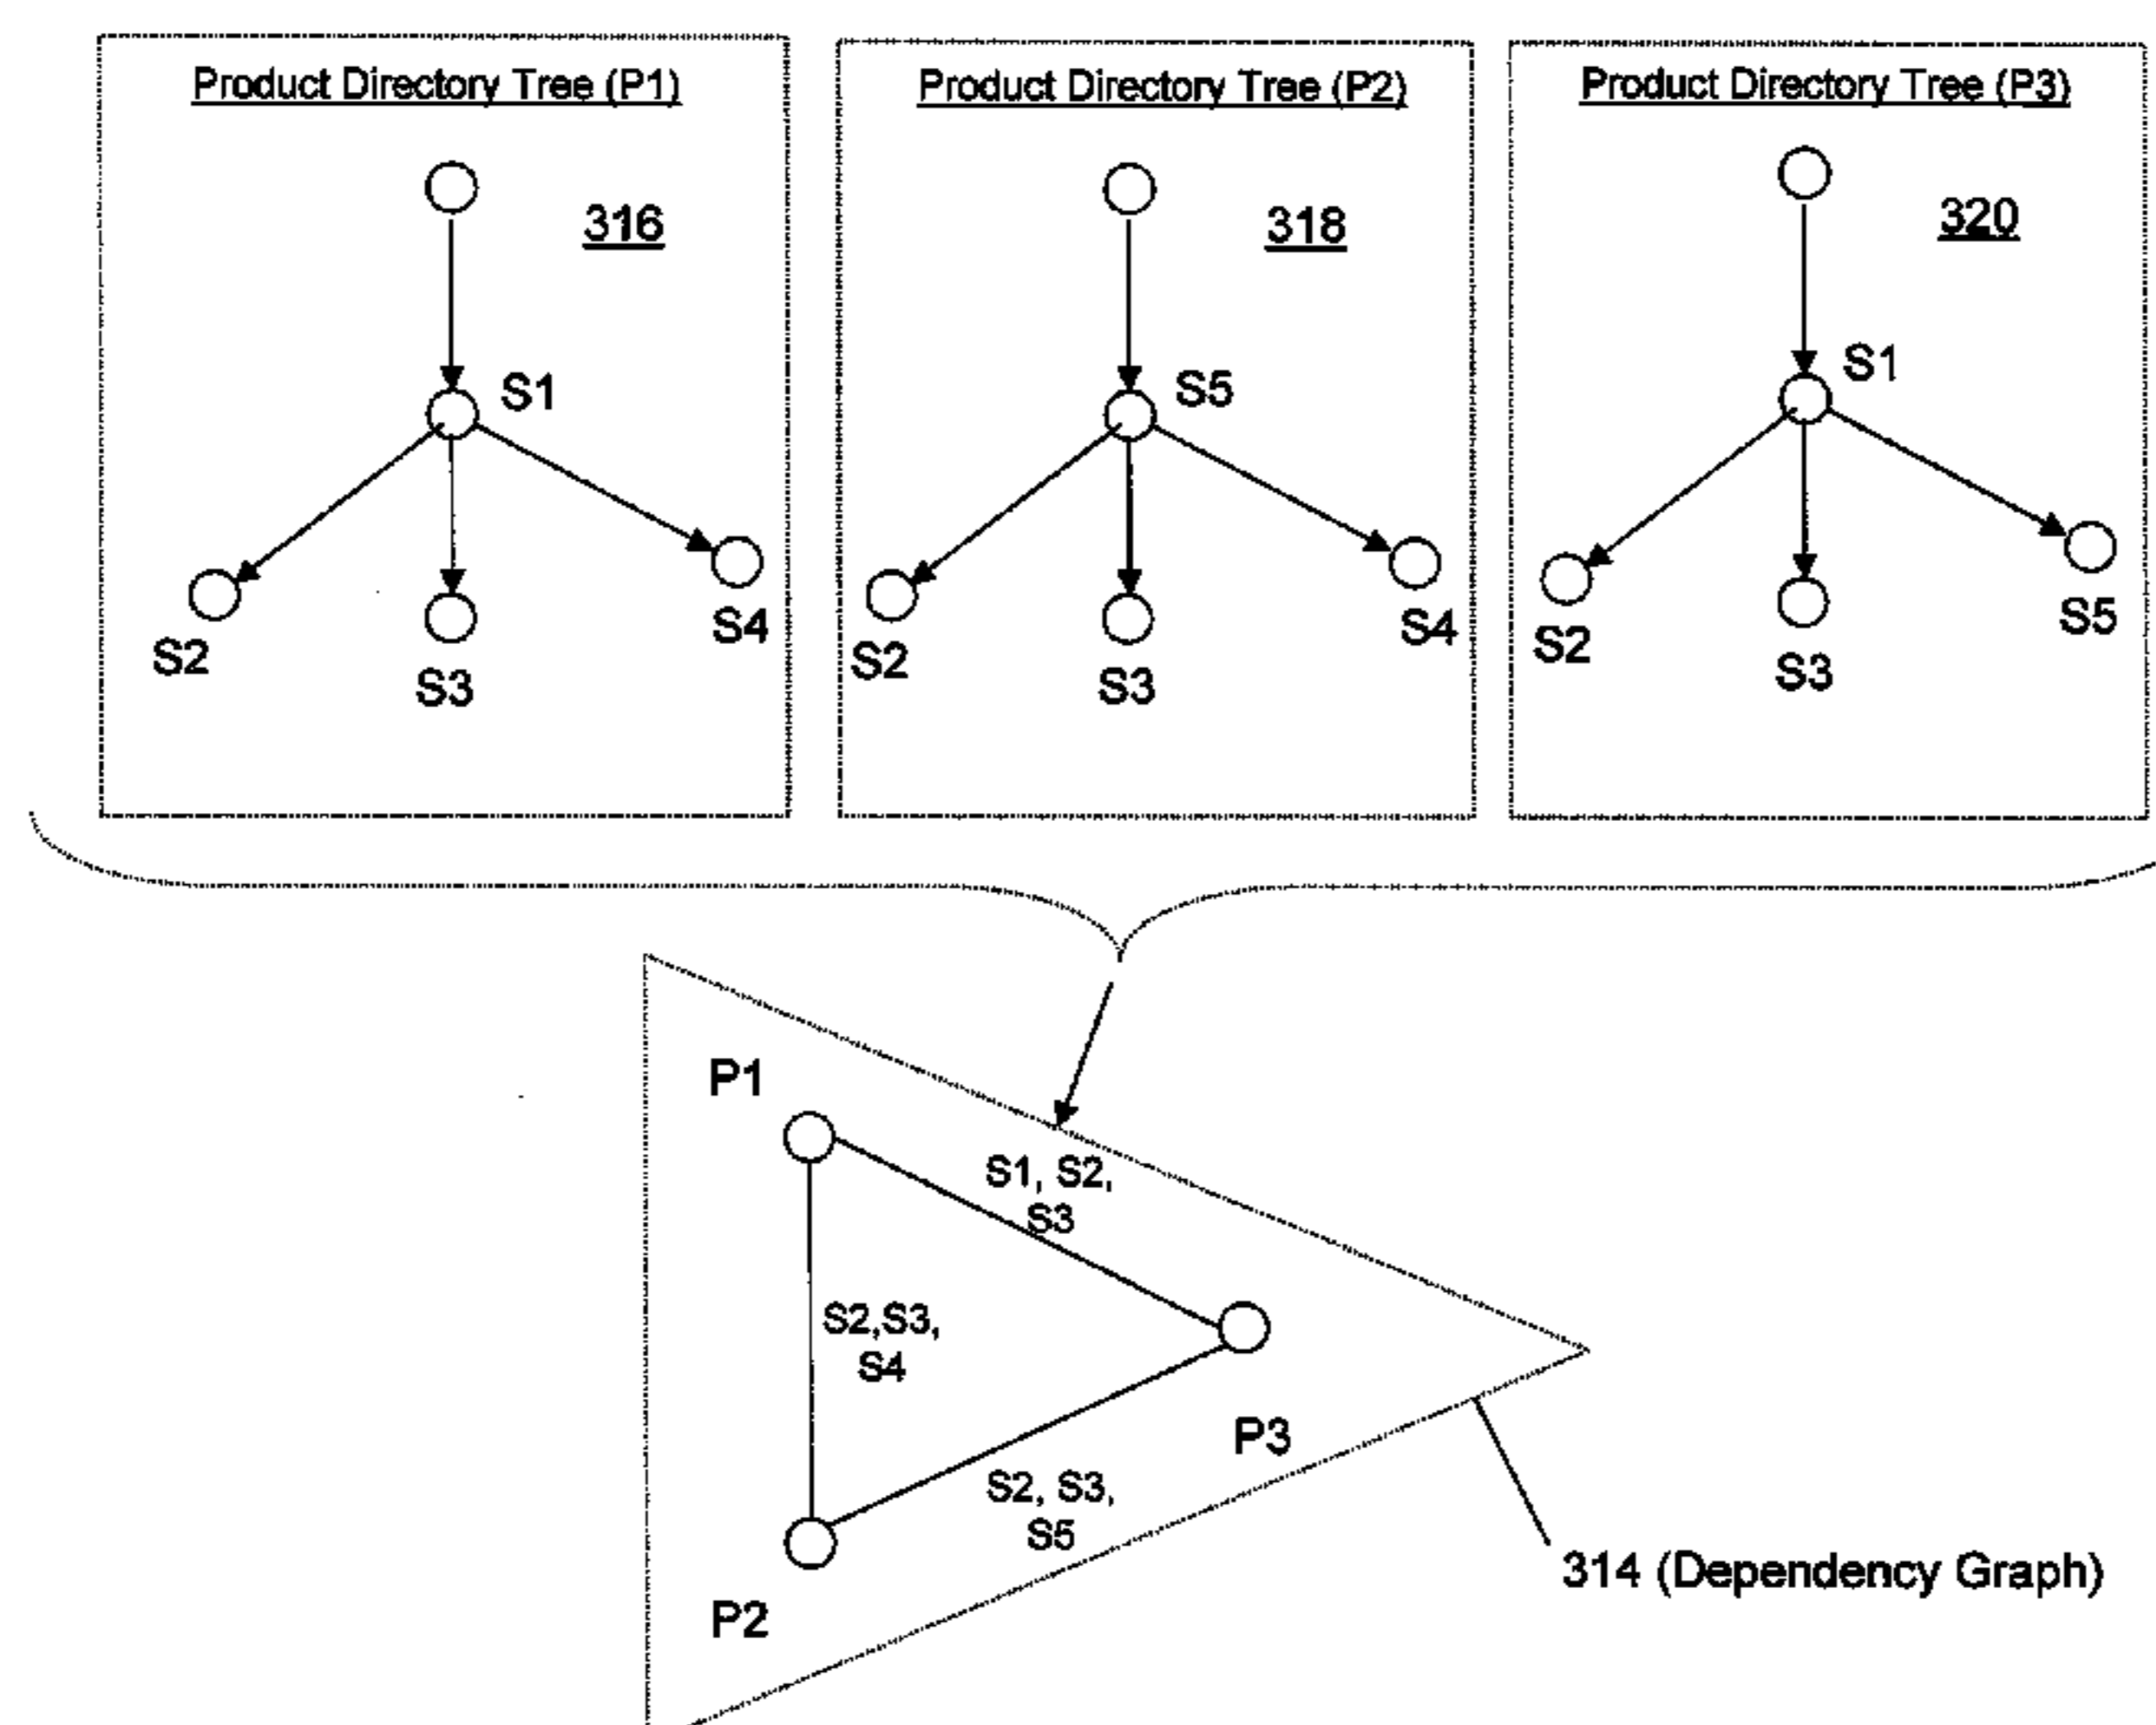 Product Directory Tree (P1)
316
S1
S2
S3
S4
Product Directory Tree (P2)
318
S5
S2
S3
S4
Product Directory Tree (P3)
320
S1
S2
S3
S5
P1
S1, S2,
S3
S2,S3,
S4
P3
S2, S3,
S5
P2
314 (Dependency Graph)